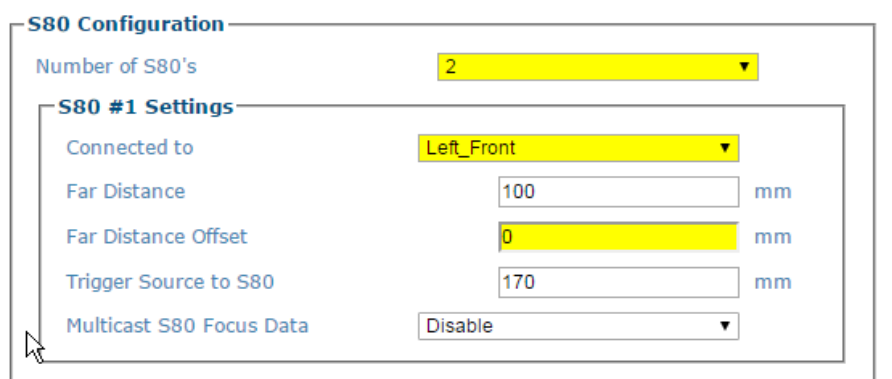 S80 Configuration
Number of S80's 2
S80 #1 Settings
Connected to Left_Front
Far Distance 100 mm
Far Distance Offset 0 mm
Trigger Source to S80 170 mm
Multicast S80 Focus Data Disable